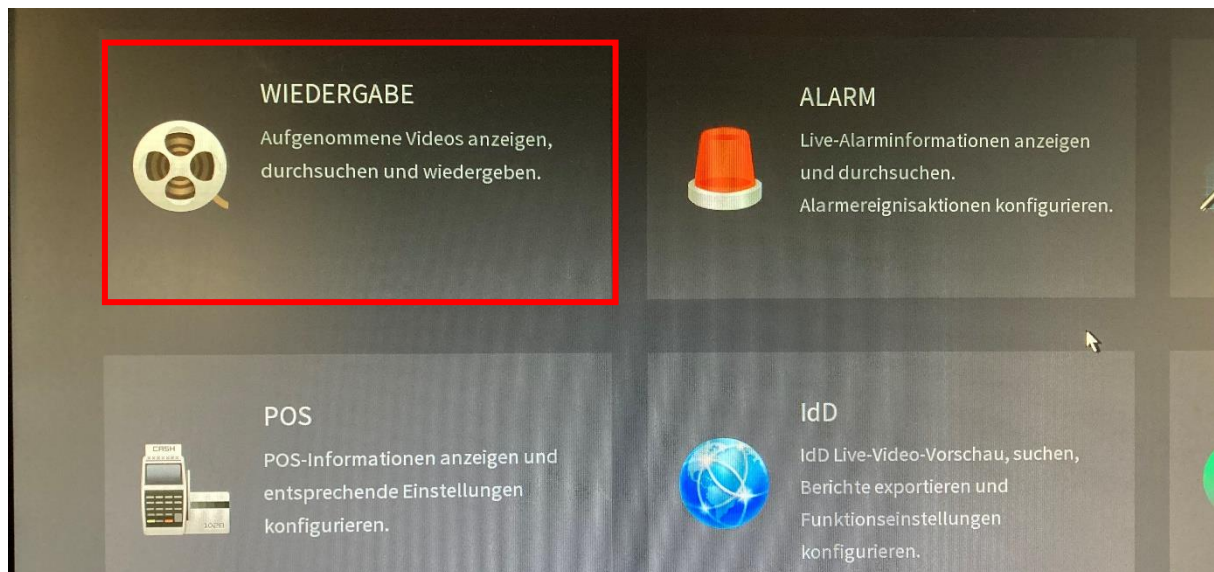 WIEDERGABE
Aufgenommene Videos anzeigen,
durchsuchen und wiedergeben.
ALARM
Live-Alarminformationen anzeigen
und durchsuchen.
Alarmereignisaktionen konfigurieren.
POS
POS-Informationen anzeigen und
entsprechende Einstellungen
konfigurieren.
CASH
IdD
IdD Live-Video-Vorschau, suchen,
Berichte exportieren und
Funktionseinstellungen
konfigurieren.